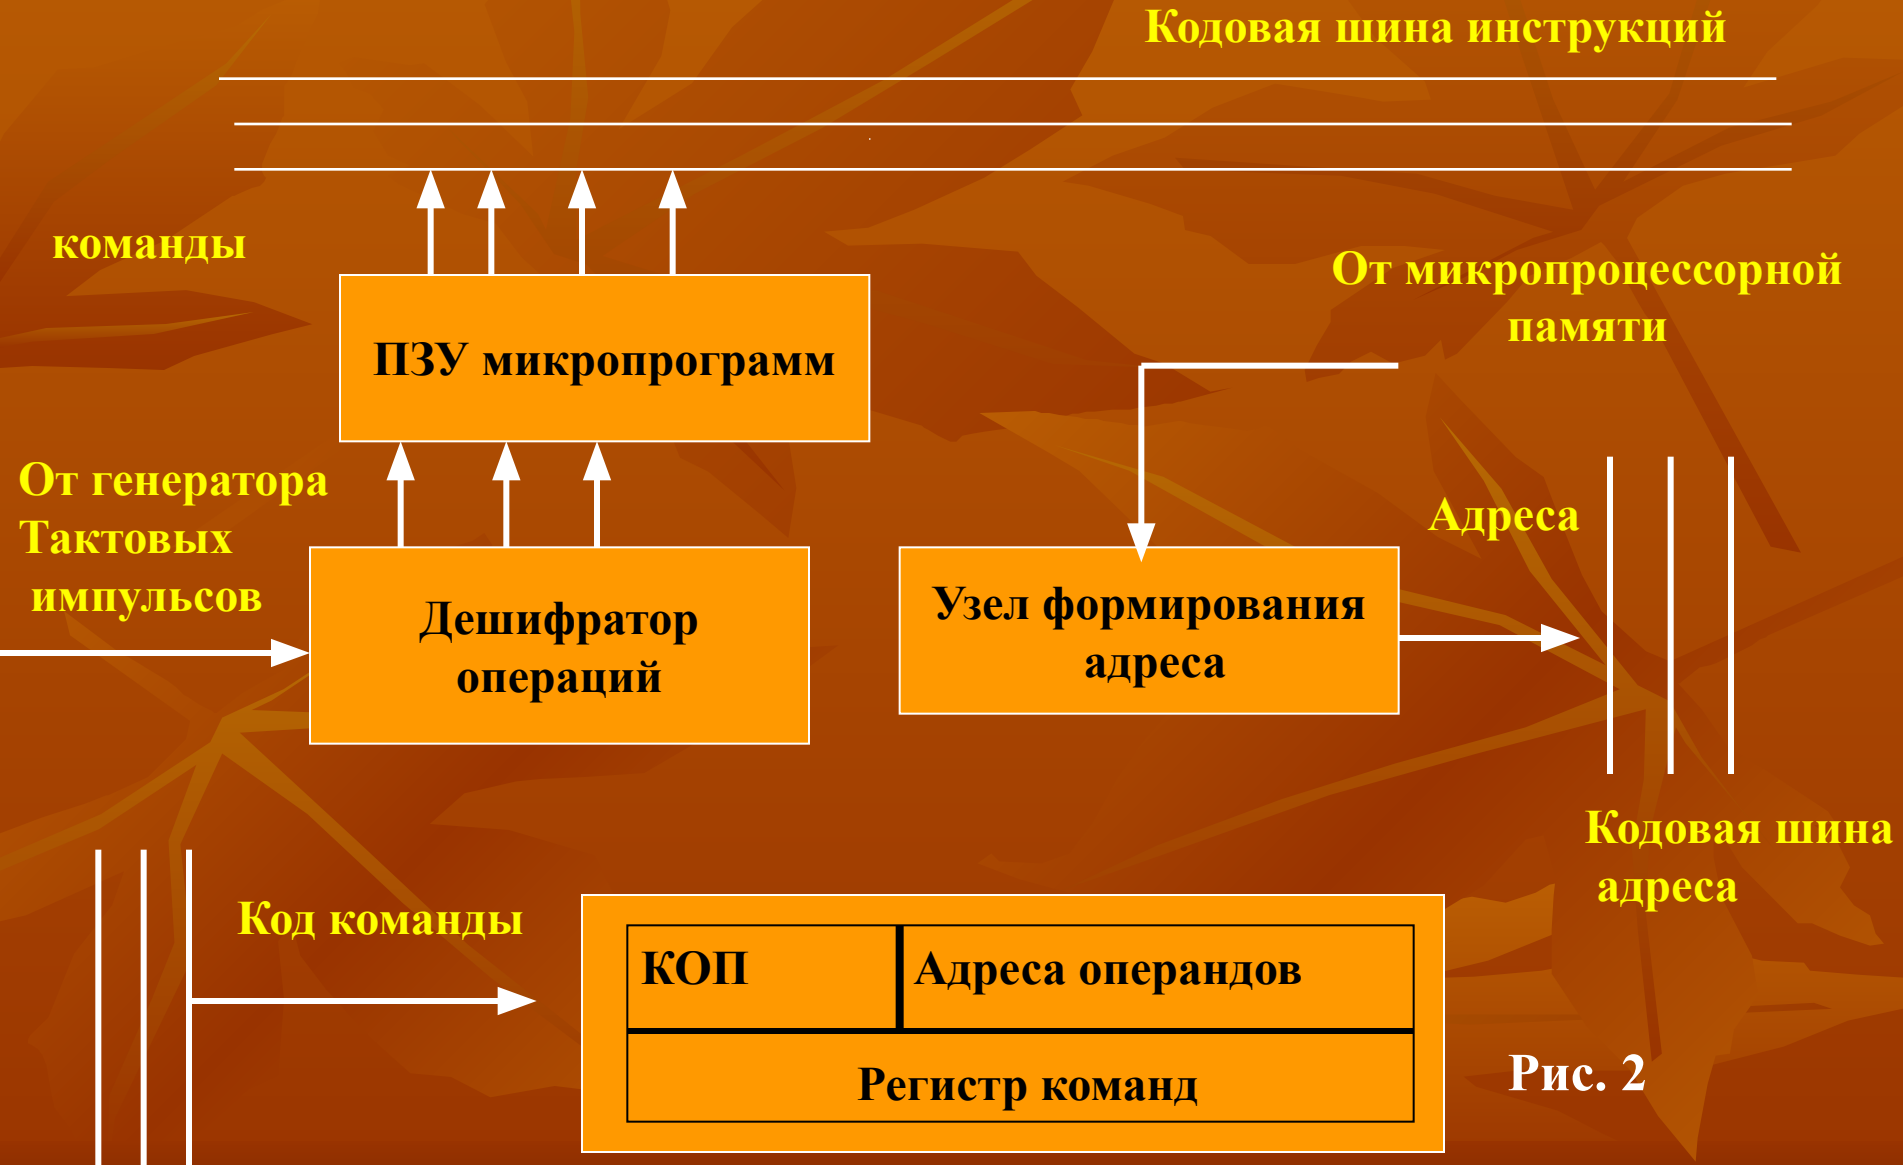 Кодовая шина инструкций
команды
От микропроцессорной
памяти
ПЗУ микропрограмм
От генератора
Тактовых
импульсов
Адреса
Дешифратор
операций
Узел формирования
адреса
Кодовая шина
адреса
Код команды
КОП
Адреса операндов
Регистр команд
Рис. 2